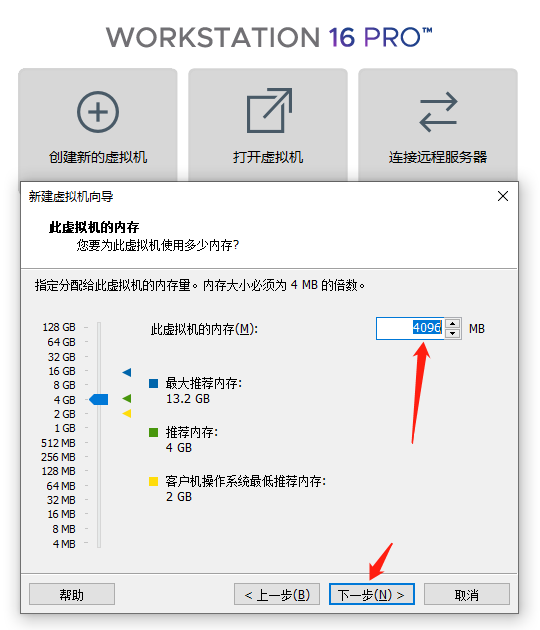 WORKSTATION 16 PRO™
创建新的虚拟机
打开虚拟机
连接远程服务器
新建虚拟机向导
此虚拟机的内存
您要为此虚拟机使用多少内存?
指定分配给此虚拟机的内存量。内存大小必须为 4 MB 的倍数。
128 GB
64 GB
32 GB
16 GB
8 GB
4 GB
2 GB
1 GB
512 MB
256 MB
128 MB
64 MB
32 MB
16 MB
8 MB
4 MB
此虚拟机的内存(M):
4096
MB
最大推荐内存:
13.2 GB
推荐内存:
4 GB
客户机操作系统最低推荐内存:
2 GB
帮助
< 上一步(B)
下一步(N) >
取消